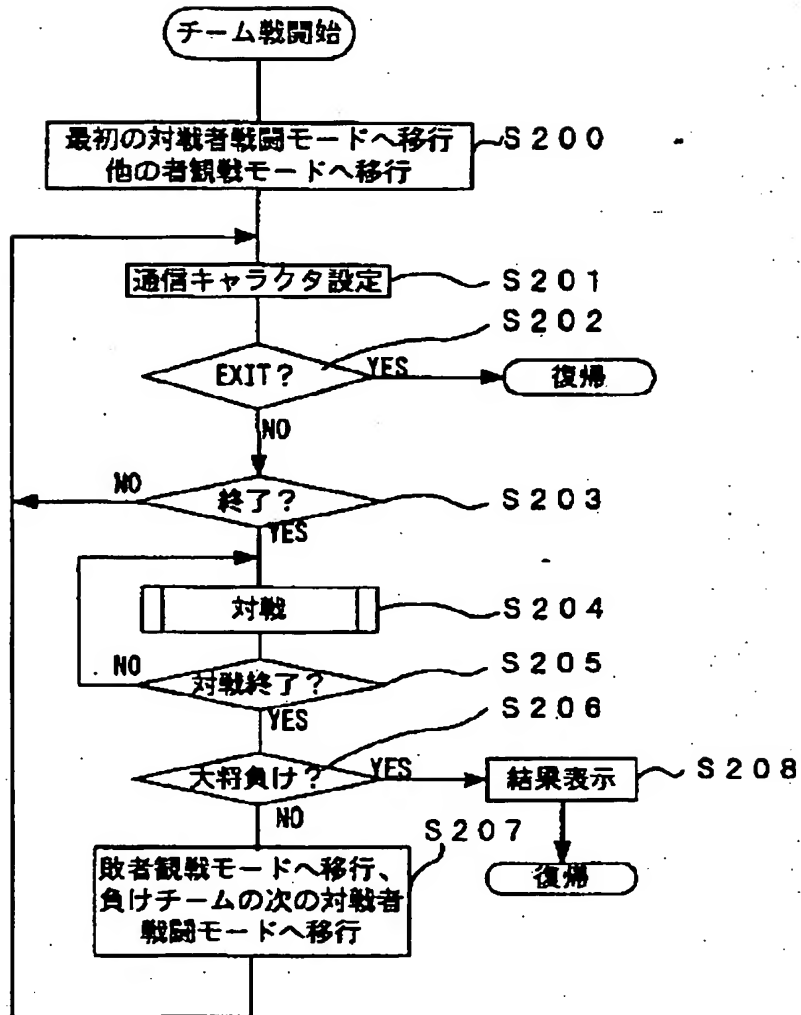 チーム戦開始
最初の対戦者戦闘モードへ移行
他の者観戦モードへ移行
S200
通信キャラクタ設定
S201
S202
EXIT?
YES
復帰
NO
NO
終了?
S203
YES
対戦
S204
NO
対戦終了?
S205
YES
S206
大将負け?
YES
結果表示
S208
NO
S207
敗者観戦モードへ移行、
負けチームの次の対戦者
戦闘モードへ移行
復帰